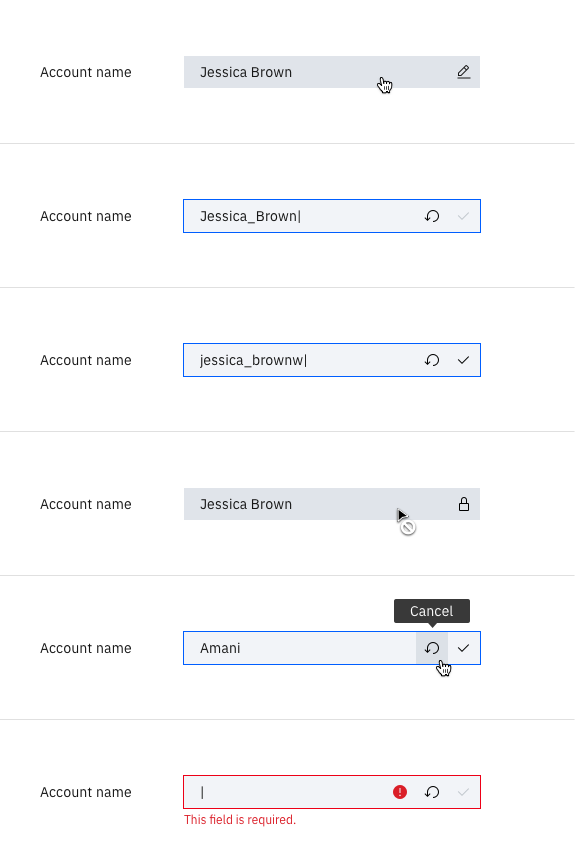 Account name Jessica Brown
Account name Jessica_Brown
Account name jessica_brownw
Account name Jessica Brown
Cancel
Account name Amani
Account name
This field is required.